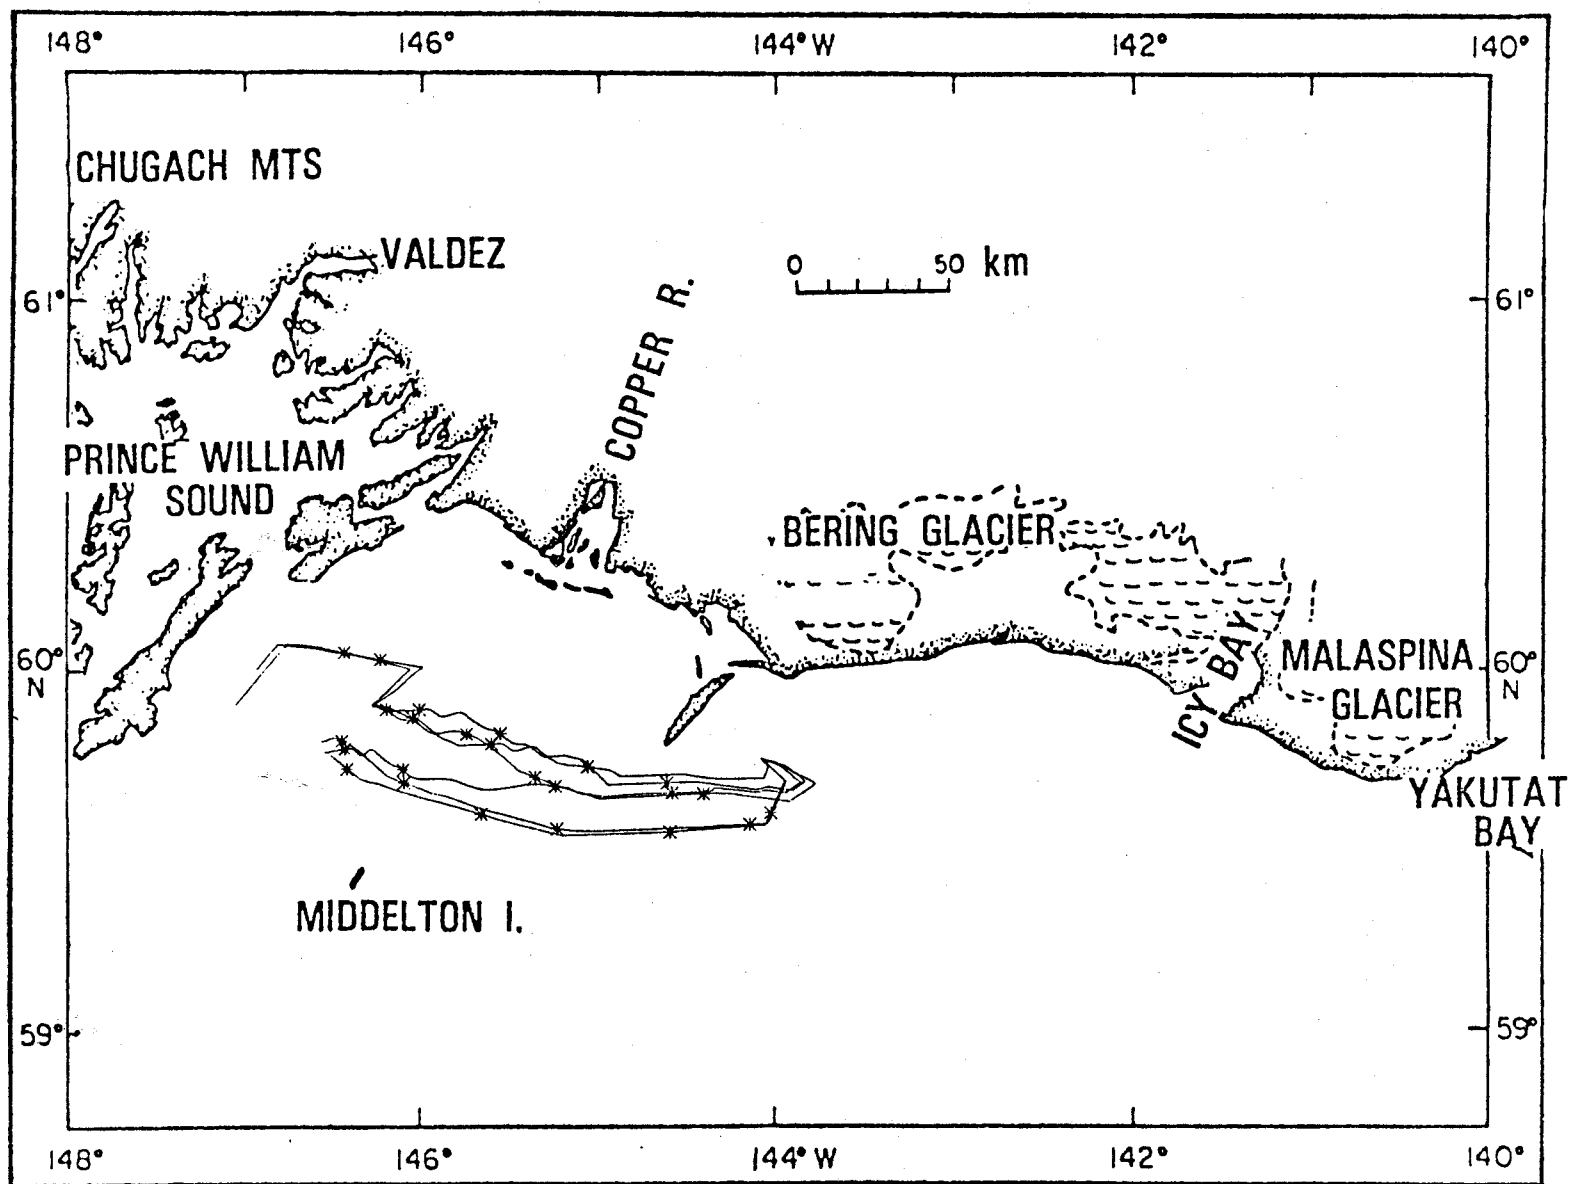 148° 146° 144° W 142° 140°
CHUGACH MTS
VALDEZ
0 50 km
61° 61°
COPPER R.
PRINCE WILLIAM
SOUND
BERING GLACIER
ICY BAY
MALASPINA
GLACIER
60° 60°
N N
YAKUTAT
BAY
MIDDELTON I.
59° 59°
148° 146° 144° W 142° 140°